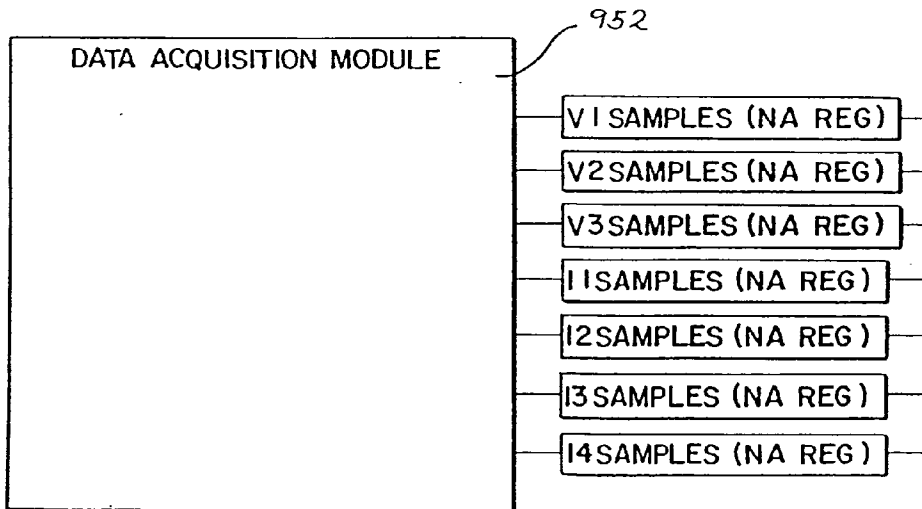 952
DATA ACQUISITION MODULE
V1 SAMPLES (NA REG)
V2 SAMPLES (NA REG)
V3 SAMPLES (NA REG)
I1 SAMPLES (NA REG)
I2 SAMPLES (NA REG)
I3 SAMPLES (NA REG)
I4 SAMPLES (NA REG)